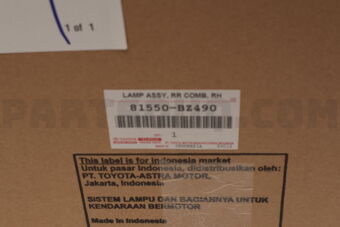 1 of 1
LAMP ASSY, RR COMB, RH
81550-BZ490
1
This label is for indonesia market
Untuk pasar Indonesia, didistribusikan oleh:
PT. TOYOTA-ASTRA MOTOR.
Jakarta, Indonesia
SISTEM LAMPU DAN BAGIANNYA UNTUK
KENDARAAN BERMOTOR
Made In Indonesia